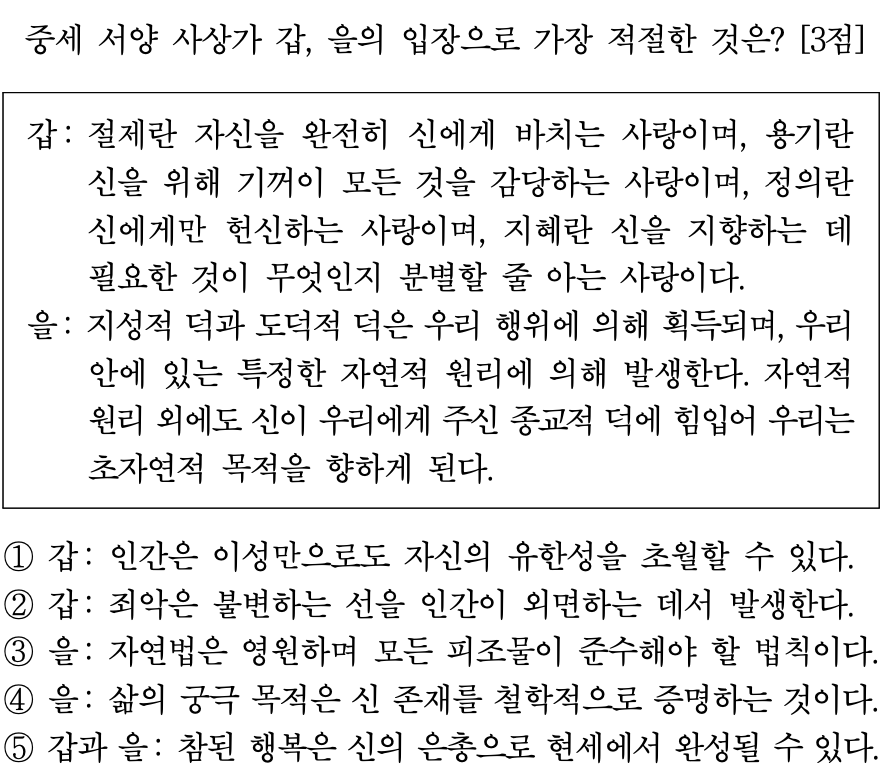 중세 서양 사상가 갑, 을의 입장으로 가장 적절한 것은? [3점]
갑: 절제란 자신을 완전히 신에게 바치는 사랑이며, 용기란
신을 위해 기꺼이 모든 것을 감당하는 사랑이며, 정의란
신에게만 헌신하는 사랑이며, 지혜란 신을 지향하는 데
필요한 것이 무엇인지 분별할 줄 아는 사랑이다.
을: 지성적 덕과 도덕적 덕은 우리 행위에 의해 획득되며, 우리
안에 있는 특정한 자연적 원리에 의해 발생한다. 자연적
원리 외에도 신이 우리에게 주신 종교적 덕에 힘입어 우리는
초자연적 목적을 향하게 된다.
① 갑: 인간은 이성만으로도 자신의 유한성을 초월할 수 있다.
② 갑: 죄악은 불변하는 선을 인간이 외면하는 데서 발생한다.
③ 을: 자연법은 영원하며 모든 피조물이 준수해야 할 법칙이다.
④ 을: 삶의 궁극 목적은 신 존재를 철학적으로 증명하는 것이다.
⑤ 갑과 을: 참된 행복은 신의 은총으로 현세에서 완성될 수 있다.